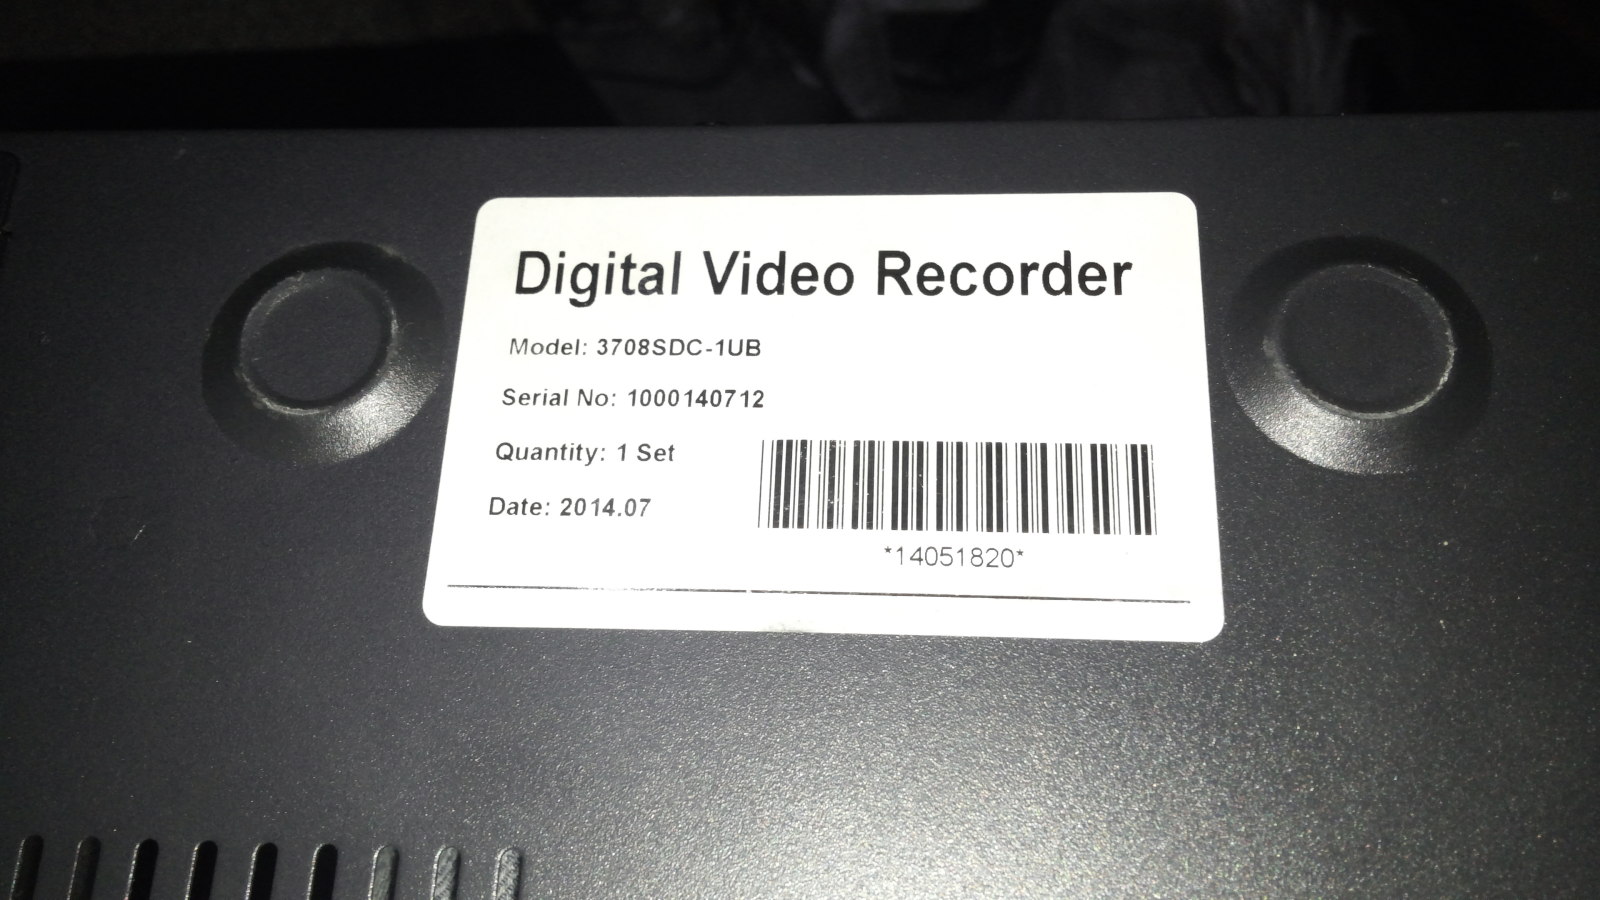 Digital Video Recorder
Model: 3708SDC-1UB
Serial No: 1000140712
Quantity: 1 Set
Date: 2014.07
*14051820*